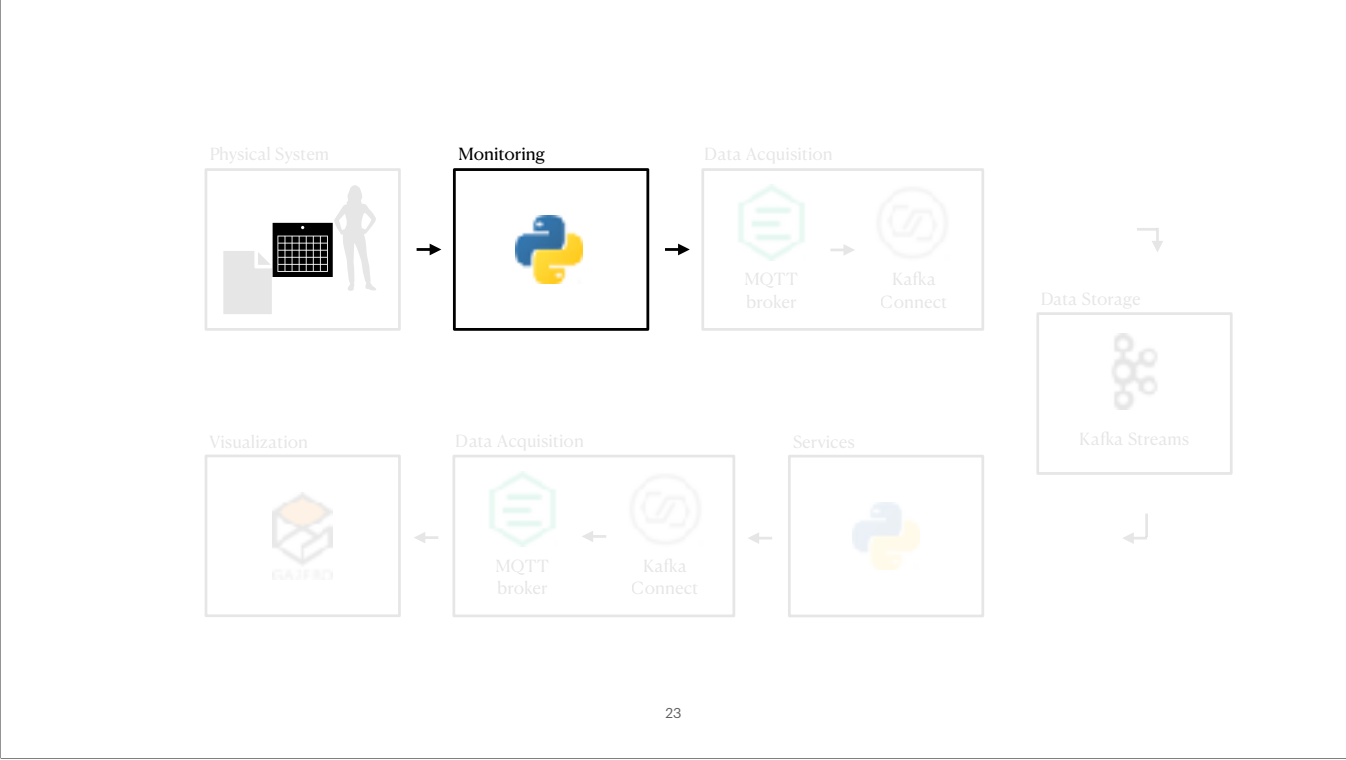 Physical System
Monitoring
Data Acquisition
MQTT
broker
Kafka
Connect
Data Storage
Kafka Streams
Visualization
Data Acquisition
Services
MQTT
broker
Kafka
Connect
23